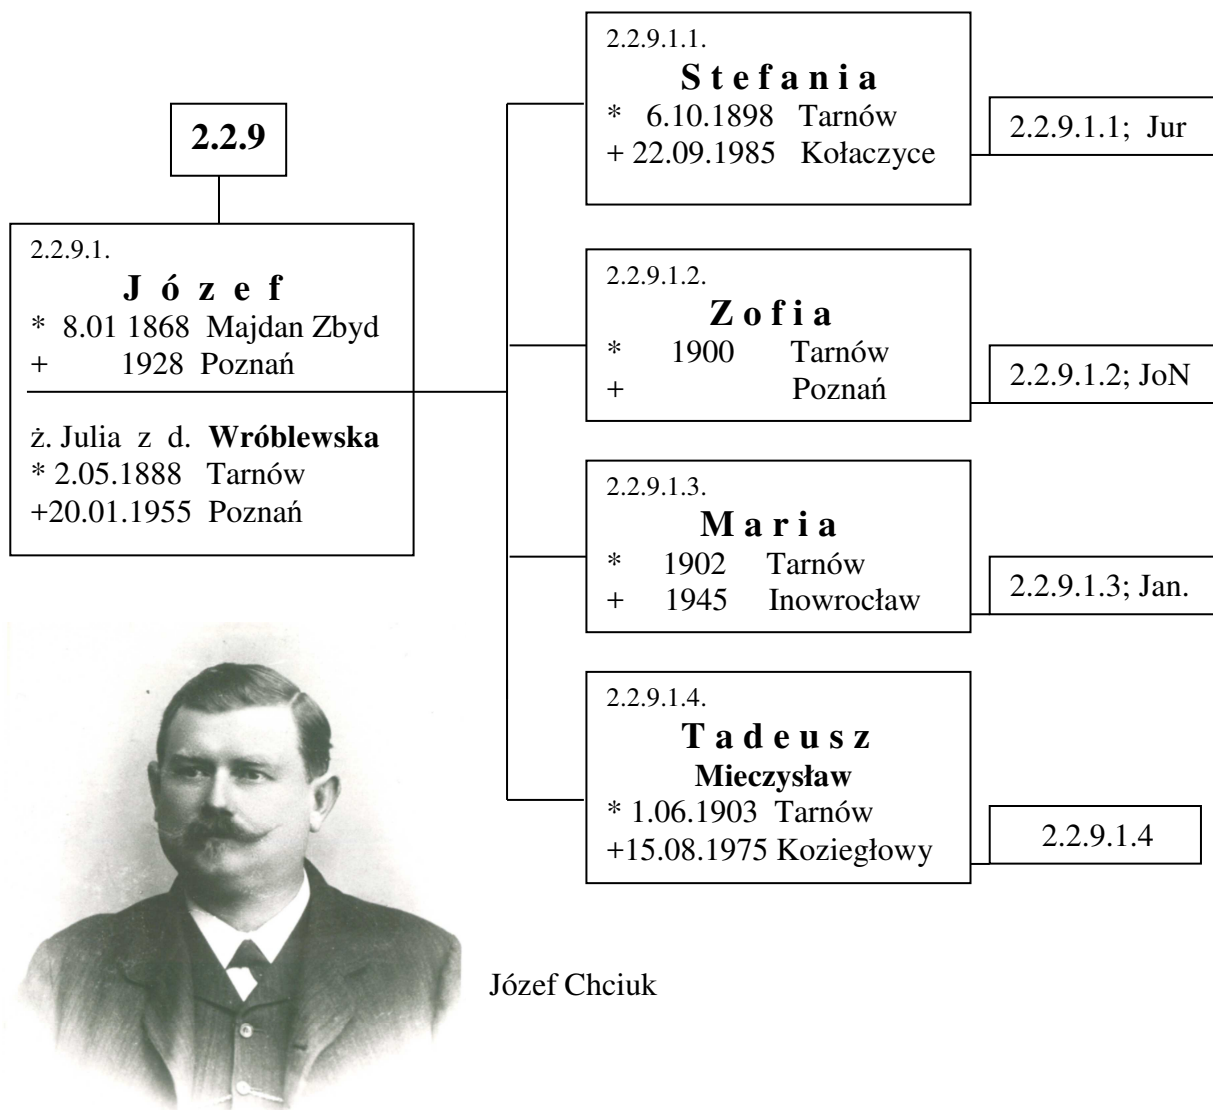 2.2.9
2.2.9.1.
J ó z e f
* 8.01 1868 Majdan Zbyd
+ 1928 Poznań
ż. Julia z d. Wróblewska
* 2.05.1888 Tarnów
+20.01.1955 Poznań
2.2.9.1.1.
S t e f a n i a
* 6.10.1898 Tarnów
+ 22.09.1985 Kołaczyce
2.2.9.1.1; Jur
2.2.9.1.2.
Z o f i a
* 1900 Tarnów
+ Poznań
2.2.9.1.2; JoN
2.2.9.1.3.
M a r i a
* 1902 Tarnów
+ 1945 Inowrocław
2.2.9.1.3; Jan.
2.2.9.1.4.
T a d e u s z
Mieczysław
* 1.06.1903 Tarnów
+15.08.1975 Koziegłowy
2.2.9.1.4
Józef Chciuk